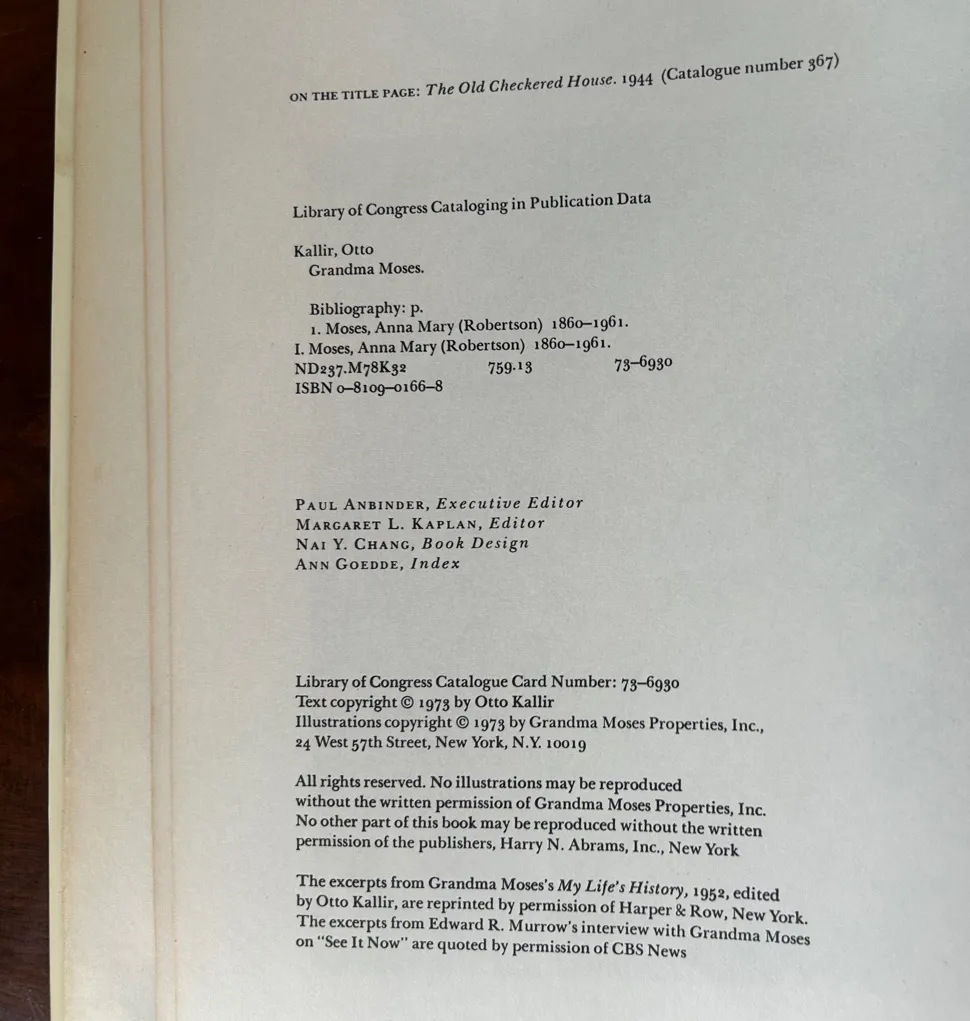 ON THE TITLE PAGE: The Old Checkered House. 1944 (Catalogue number 367)
Library of Congress Cataloging in Publication Data
Kallir, Otto
Grandma Moses.
Bibliography: p.
1. Moses, Anna Mary (Robertson) 1860–1961.
I. Moses, Anna Mary (Robertson) 1860–1961.
ND237.M78K32 759.13 73–6930
ISBN 0–8109–0166–8
PAUL ANBINDER, Executive Editor
MARGARET L. KAPLAN, Editor
NAI Y. CHANG, Book Design
ANN GOEDDE, Index
Library of Congress Catalogue Card Number: 73–6930
Text copyright © 1973 by Otto Kallir
Illustrations copyright © 1973 by Grandma Moses Properties, Inc.,
24 West 57th Street, New York, N.Y. 10019
All rights reserved. No illustrations may be reproduced
without the written permission of Grandma Moses Properties, Inc.
No other part of this book may be reproduced without the written
permission of the publishers, Harry N. Abrams, Inc., New York
The excerpts from Grandma Moses's My Life's History, 1952, edited
by Otto Kallir, are reprinted by permission of Harper & Row, New York.
The excerpts from Edward R. Murrow's interview with Grandma Moses
on "See It Now" are quoted by permission of CBS News